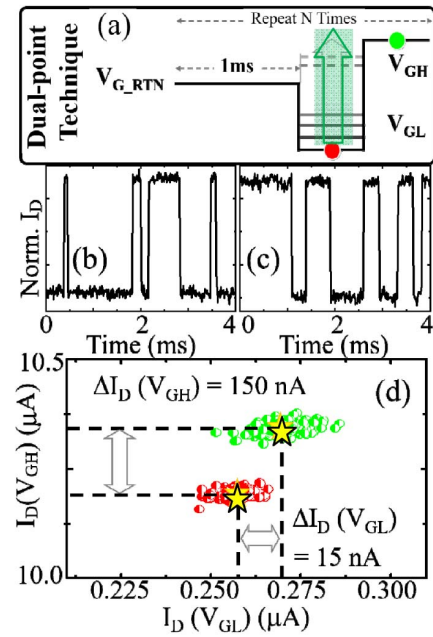 (a)
Repeat N Times
Dual-point
Technique
1ms
V_G_RTN
V_GH
V_GL
Norm. I_D
(b)
(c)
0 2 4
0 2 4
Time (ms)
Time (ms)
10.5
(d)
ΔI_D (V_GH) = 150 nA
I_D(V_GH) (μA)
ΔI_D (V_GL)
= 15 nA
10.0
0.225 0.250 0.275 0.300
I_D (V_GL) (μA)